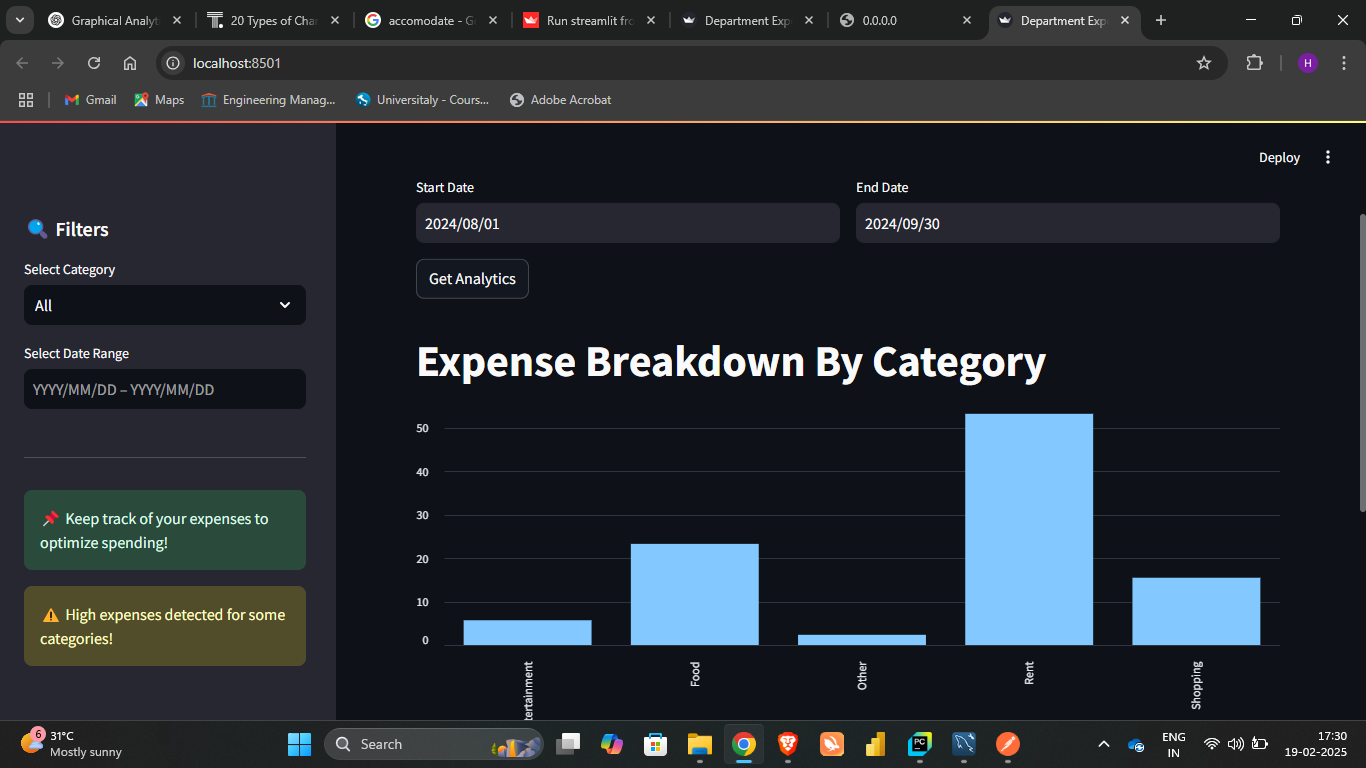 Graphical Analyt
20 Types of Char
accomodate - G
Run streamlit fro
Department Exp
0.0.0.0
Department Exp
localhost:8501
H
Gmail
Maps
Engineering Manag...
Universitaly - Cours...
Adobe Acrobat
Deploy
Filters
Select Category
All
Select Date Range
YYYY/MM/DD – YYYY/MM/DD
📌 Keep track of your expenses to
optimize spending!
⚠️ High expenses detected for some
categories!
Start Date
End Date
2024/08/01
2024/09/30
Get Analytics
Expense Breakdown By Category
50
40
30
20
10
0
tertainment
Food
Other
Rent
Shopping
6
31°C
Mostly sunny
Search
PC
ENG
IN
17:30
19-02-2025